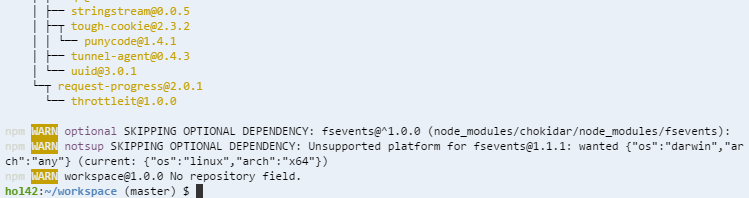 stringstream@0.0.5
tough-cookie@2.3.2
punycode@1.4.1
tunnel-agent@0.4.3
uuid@3.0.1
request-progress@2.0.1
throttleit@1.0.0
npm WARN optional SKIPPING OPTIONAL DEPENDENCY: fsevents@^1.0.0 (node_modules/chokidar/node_modules/fsevents):
npm WARN notsup SKIPPING OPTIONAL DEPENDENCY: Unsupported platform for fsevents@1.1.1: wanted {"os":"darwin","ar
ch":"any"} (current: {"os":"linux","arch":"x64"})
npm WARN workspace@1.0.0 No repository field.
hol42:~/workspace (master) $